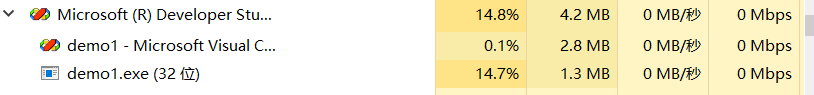 Microsoft (R) Developer Stu... 14.8% 4.2 MB 0 MB/秒 0 Mbps
demo1 - Microsoft Visual C... 0.1% 2.8 MB 0 MB/秒 0 Mbps
demo1.exe (32 位) 14.7% 1.3 MB 0 MB/秒 0 Mbps